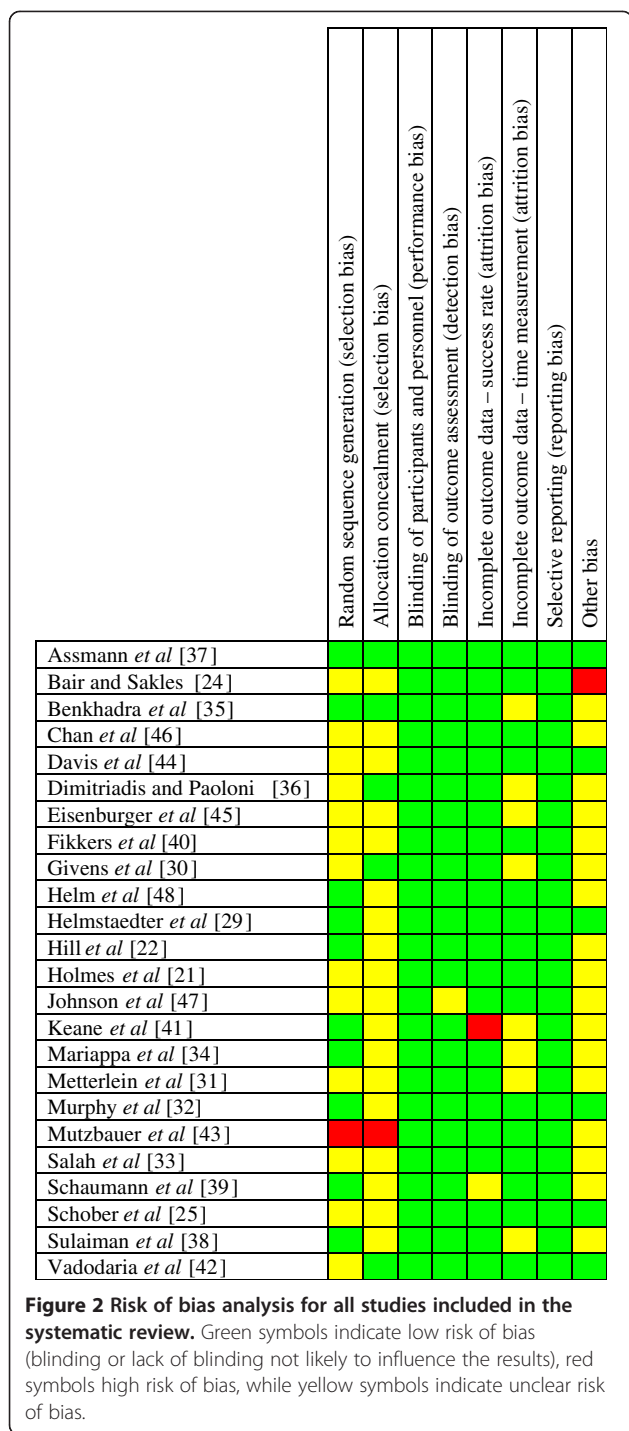 Random sequence generation (selection bias)
Allocation concealment (selection bias)
Blinding of participants and personnel (performance bias)
Blinding of outcome assessment (detection bias)
Incomplete outcome data – success rate (attrition bias)
Incomplete outcome data – time measurement (attrition bias)
Selective reporting (reporting bias)
Other bias
Assmann et al [37]
Bair and Sakles [24]
Benkhadra et al [35]
Chan et al [46]
Davis et al [44]
Dimitriadis and Paoloni [36]
Eisenburger et al [45]
Fikkers et al [40]
Givens et al [30]
Helm et al [48]
Helmstaedter et al [29]
Hill et al [22]
Holmes et al [21]
Johnson et al [47]
Keane et al [41]
Mariappa et al [34]
Metterlein et al [31]
Murphy et al [32]
Mutzbauer et al [43]
Salah et al [33]
Schaumann et al [39]
Schober et al [25]
Sulaiman et al [38]
Vadodaria et al [42]
Figure 2 Risk of bias analysis for all studies included in the
systematic review. Green symbols indicate low risk of bias
(blinding or lack of blinding not likely to influence the results), red
symbols high risk of bias, while yellow symbols indicate unclear risk
of bias.